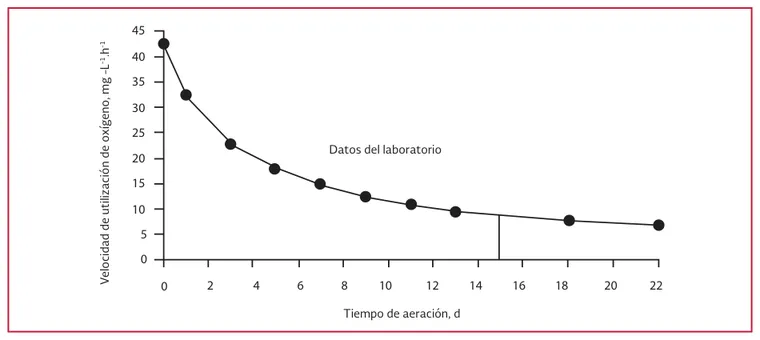 Velocidad de utilización de oxígeno, mg -L⁻¹.h⁻¹
45
40
35
30
25
20
15
10
5
0
Datos del laboratorio
0 2 4 6 8 10 12 14 16 18 20 22
Tiempo de aeración, d